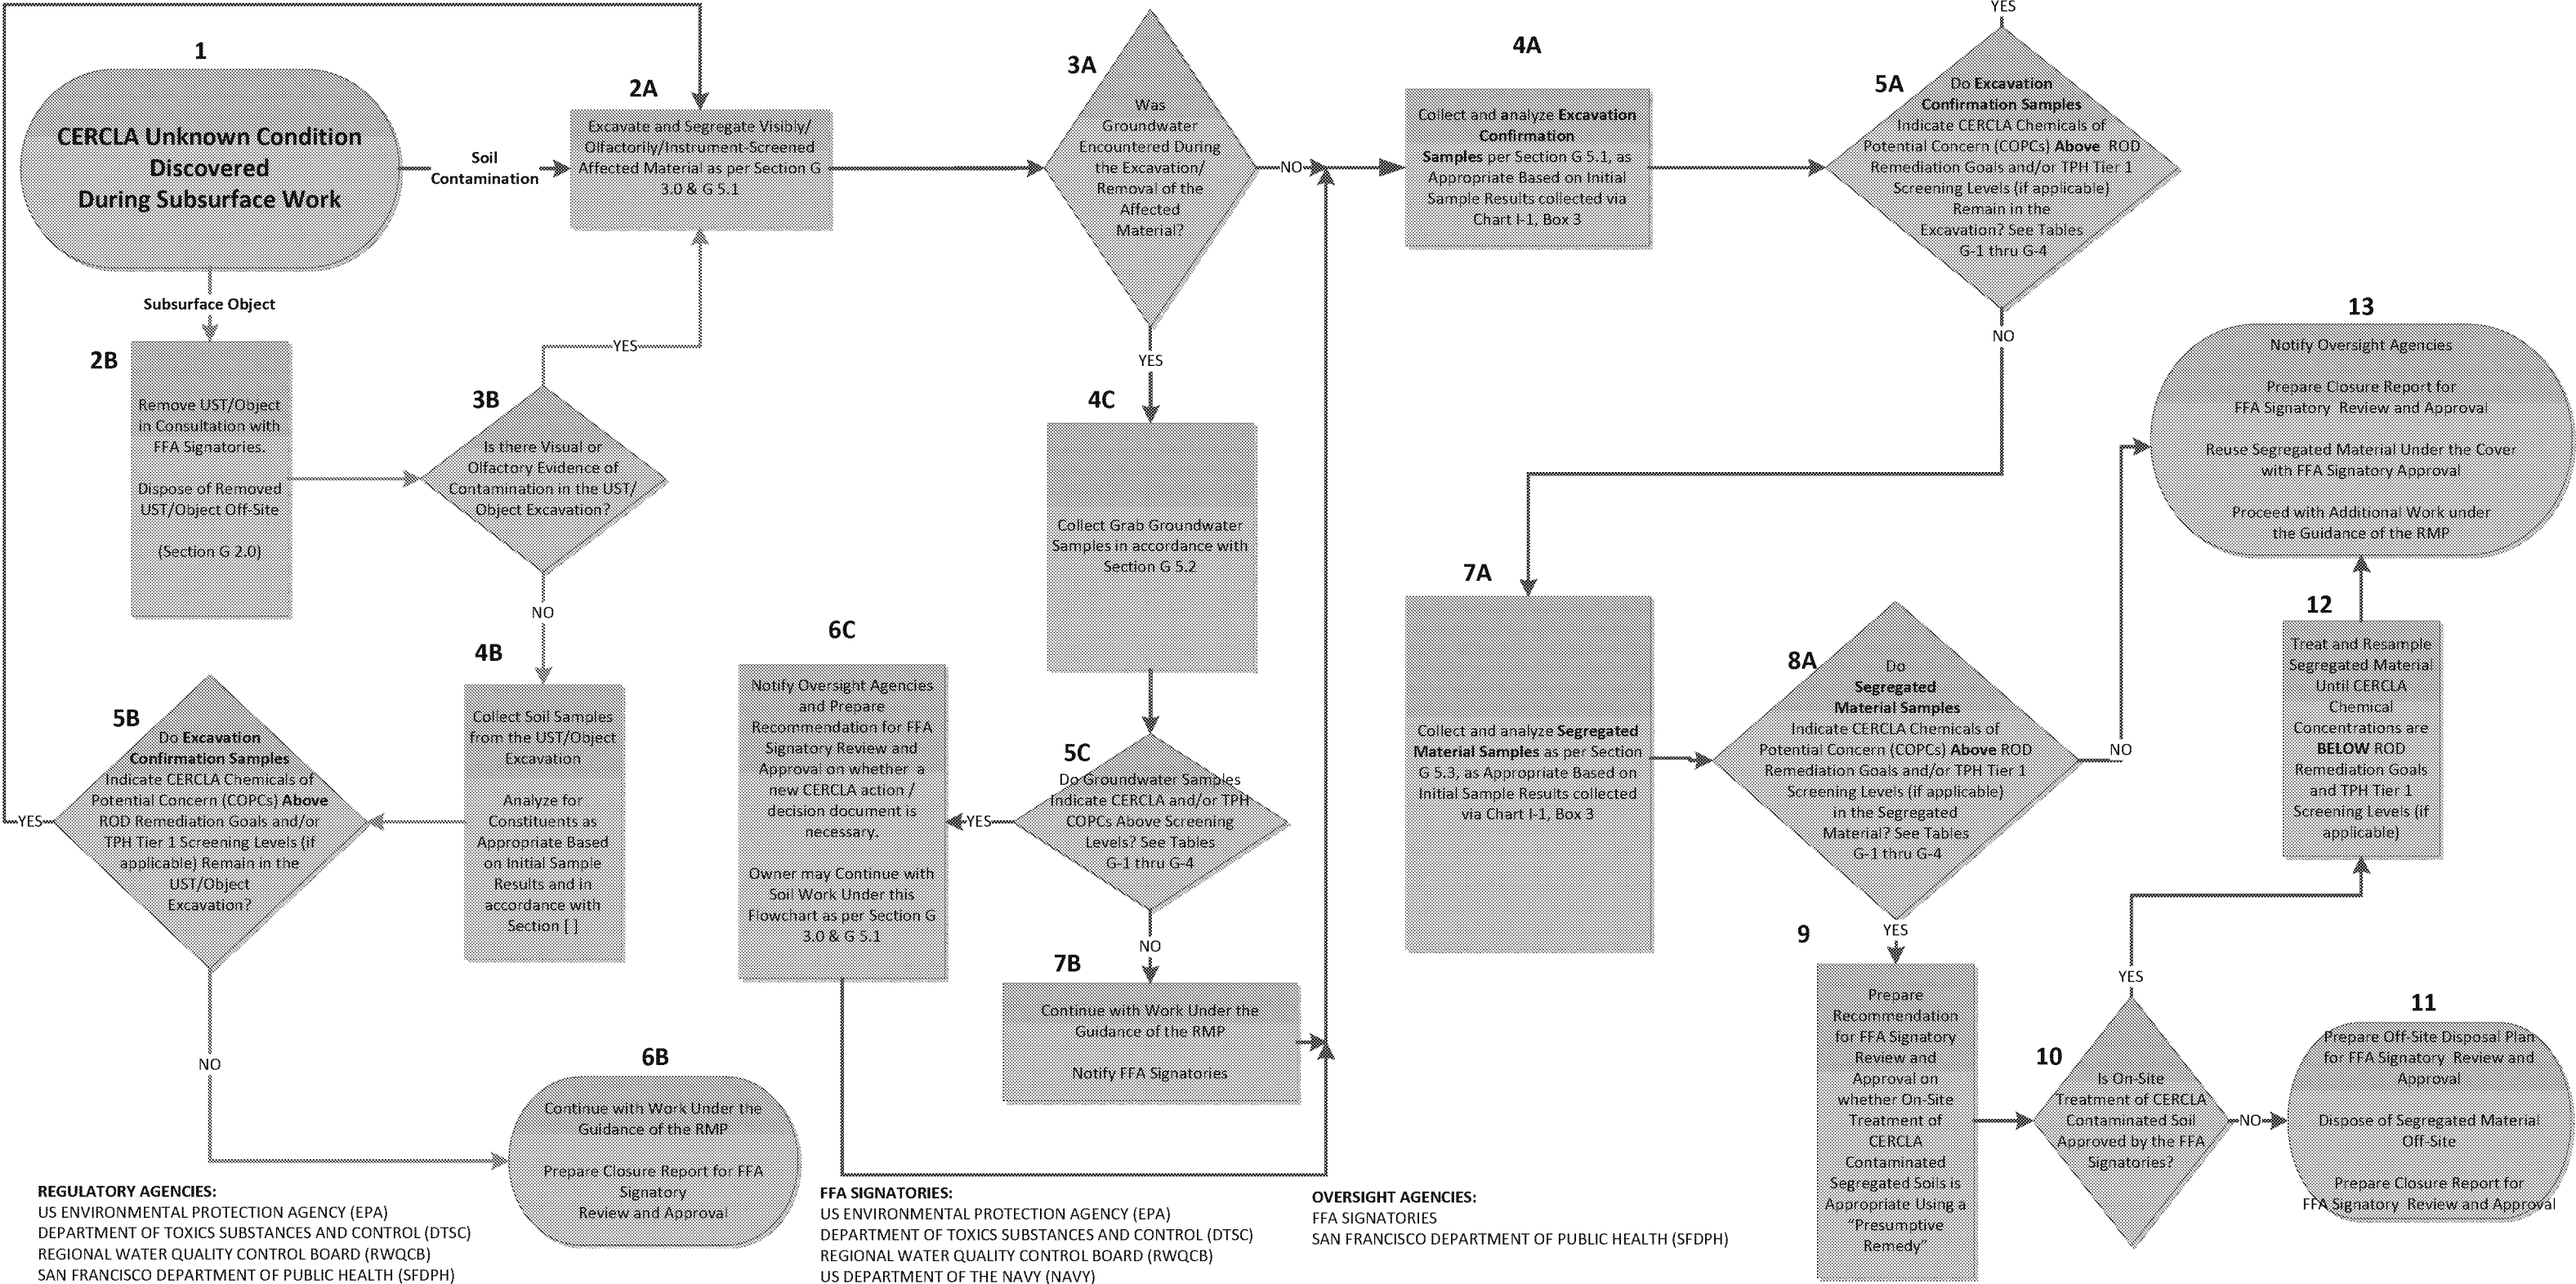 1
CERCLA Unknown Condition
Discovered
During Subsurface Work
Soil
Contamination
Subsurface Object
2A
Excavate and Segregate Visibly/
Olfactorily/Instrument-Screened
Affected Material as per Section G
3.0 & G 5.1
2B
Remove UST/Object
in Consultation with
FFA Signatories.
Dispose of Removed
UST/Object Off-Site
(Section G 2.0)
3B
Is there Visual or
Olfactory Evidence of
Contamination in the UST/
Object Excavation?
YES
NO
4B
Collect Soil Samples
from the UST/Object
Excavation
Analyze for
Constituents as
Appropriate Based
on Initial Sample
Results and in
accordance with
Section [ ]
5B
Do Excavation
Confirmation Samples
Indicate CERCLA Chemicals of
Potential Concern (COPCs) Above
ROD Remediation Goals and/or
TPH Tier 1 Screening Levels (if
applicable) Remain in the
UST/Object
Excavation?
YES
NO
6B
Continue with Work Under the
Guidance of the RMP
Prepare Closure Report for FFA
Signatory
Review and Approval
3A
Was
Groundwater
Encountered During
the Excavation/
Removal of the
Affected
Material?
NO
YES
4C
Collect Grab Groundwater
Samples in accordance with
Section G 5.2
5C
Do Groundwater Samples
Indicate CERCLA and/or TPH
COPCs Above Screening
Levels? See Tables
G-1 thru G-4
YES
NO
6C
Notify Oversight Agencies
and Prepare
Recommendation for FFA
Signatory Review and
Approval on whether a
new CERCLA action /
decision document is
necessary.
Owner may Continue with
Soil Work Under this
Flowchart as per Section G
3.0 & G 5.1
7B
Continue with Work Under the
Guidance of the RMP
Notify FFA Signatories
4A
Collect and analyze Excavation
Confirmation
Samples per Section G 5.1, as
Appropriate Based on Initial
Sample Results collected via
Chart I-1, Box 3
YES
5A
Do Excavation
Confirmation Samples
Indicate CERCLA Chemicals of
Potential Concern (COPCs) Above ROD
Remediation Goals and/or TPH Tier 1
Screening Levels (if applicable)
Remain in the
Excavation? See Tables
G-1 thru G-4
NO
7A
Collect and analyze Segregated
Material Samples as per Section
G 5.3, as Appropriate Based on
Initial Sample Results collected
via Chart I-1, Box 3
8A
Do
Segregated
Material Samples
Indicate CERCLA Chemicals of
Potential Concern (COPCs) Above ROD
Remediation Goals and/or TPH Tier 1
Screening Levels (if applicable)
in the Segregated
Material? See Tables
G-1 thru G-4
NO
YES
9
Prepare
Recommendation
for FFA Signatory
Review and
Approval on
whether On-Site
Treatment of
CERCLA
Contaminated
Segregated Soils is
Appropriate Using a
“Presumptive
Remedy”
10
Is On-Site
Treatment of CERCLA
Contaminated Soil
Approved by the FFA
Signatories?
YES
NO
11
Prepare Off-Site Disposal Plan
for FFA Signatory Review and
Approval
Dispose of Segregated Material
Off-Site
Prepare Closure Report for
FFA Signatory Review and Approval
12
Treat and Resample
Segregated Material
Until CERCLA
Chemical
Concentrations are
BELOW ROD
Remediation Goals
and TPH Tier 1
Screening Levels (if
applicable)
13
Notify Oversight Agencies
Prepare Closure Report for
FFA Signatory Review and Approval
Reuse Segregated Material Under the Cover
with FFA Signatory Approval
Proceed with Additional Work under
the Guidance of the RMP
REGULATORY AGENCIES:
US ENVIRONMENTAL PROTECTION AGENCY (EPA)
DEPARTMENT OF TOXICS SUBSTANCES AND CONTROL (DTSC)
REGIONAL WATER QUALITY CONTROL BOARD (RWQCB)
SAN FRANCISCO DEPARTMENT OF PUBLIC HEALTH (SFDPH)
FFA SIGNATORIES:
US ENVIRONMENTAL PROTECTION AGENCY (EPA)
DEPARTMENT OF TOXICS SUBSTANCES AND CONTROL (DTSC)
REGIONAL WATER QUALITY CONTROL BOARD (RWQCB)
US DEPARTMENT OF THE NAVY (NAVY)
OVERSIGHT AGENCIES:
FFA SIGNATORIES
SAN FRANCISCO DEPARTMENT OF PUBLIC HEALTH (SFDPH)